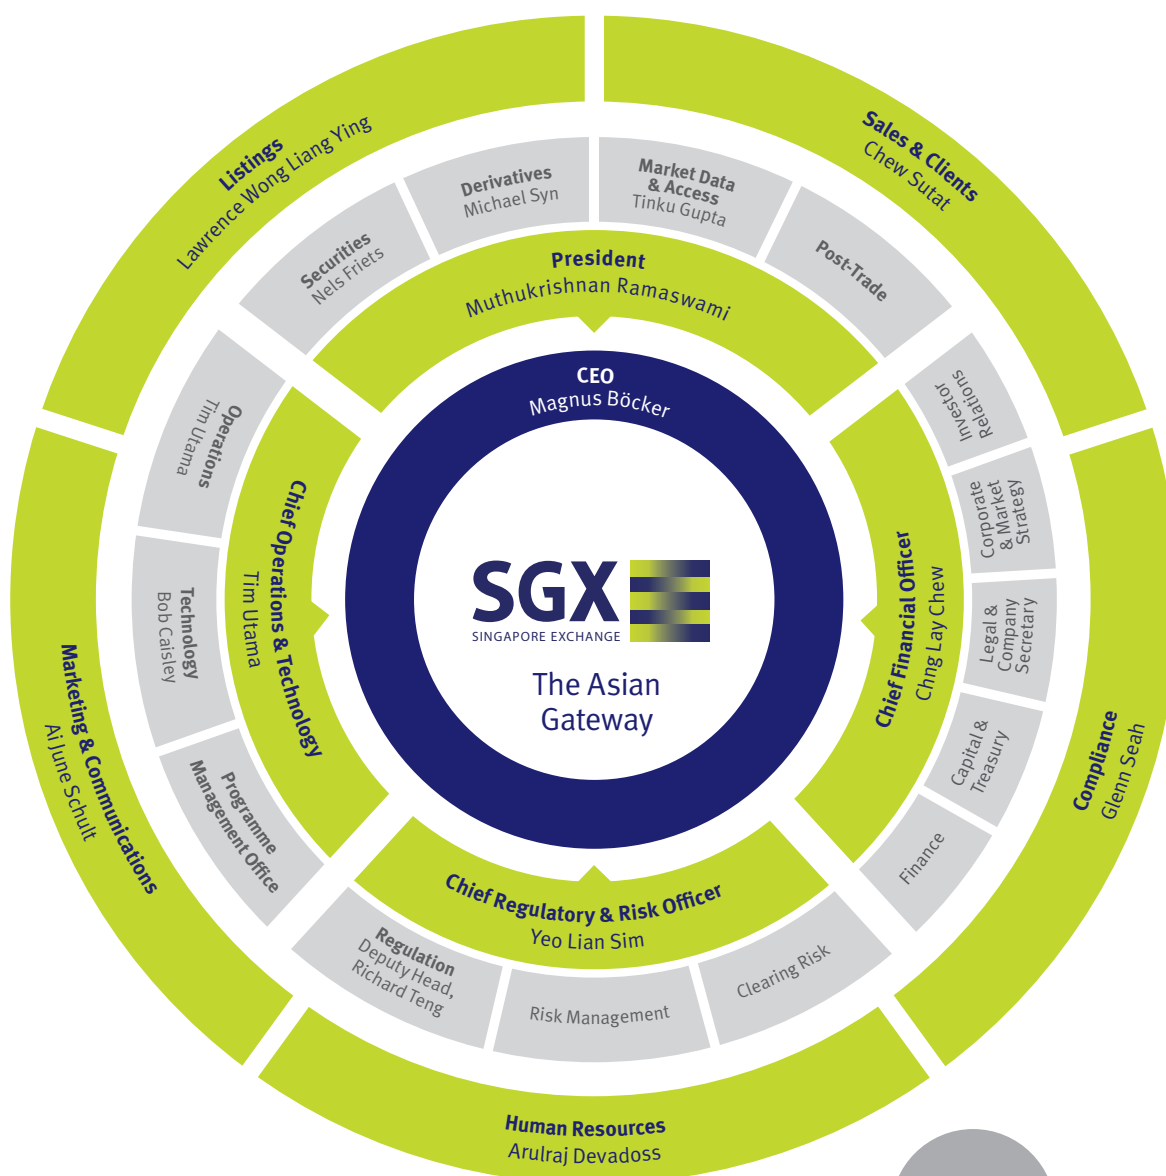 Listings
Lawrence Wong Liang Ying
Sales & Clients
Chew Sutat
Securities
Nels Friets
Derivatives
Michael Syn
Market Data
& Access
Tinku Gupta
Post-Trade
President
Muthukrishnan Ramaswami
CEO
Magnus Böcker
SGX
SINGAPORE EXCHANGE
The Asian
Gateway
Operations
Tim Utama
Technology
Bob Caisley
Programme
Management Office
Chief Operations & Technology
Tim Utama
Chief Financial Officer
Chng Lay Chew
Investor
Relations
Corporate
& Market
Strategy
Legal &
Company
Secretary
Capital &
Treasury
Finance
Chief Regulatory & Risk Officer
Yeo Lian Sim
Regulation
Deputy Head,
Richard Teng
Risk Management
Clearing Risk
Marketing & Communications
Ai June Schult
Compliance
Glenn Seah
Human Resources
Arulraj Devadoss